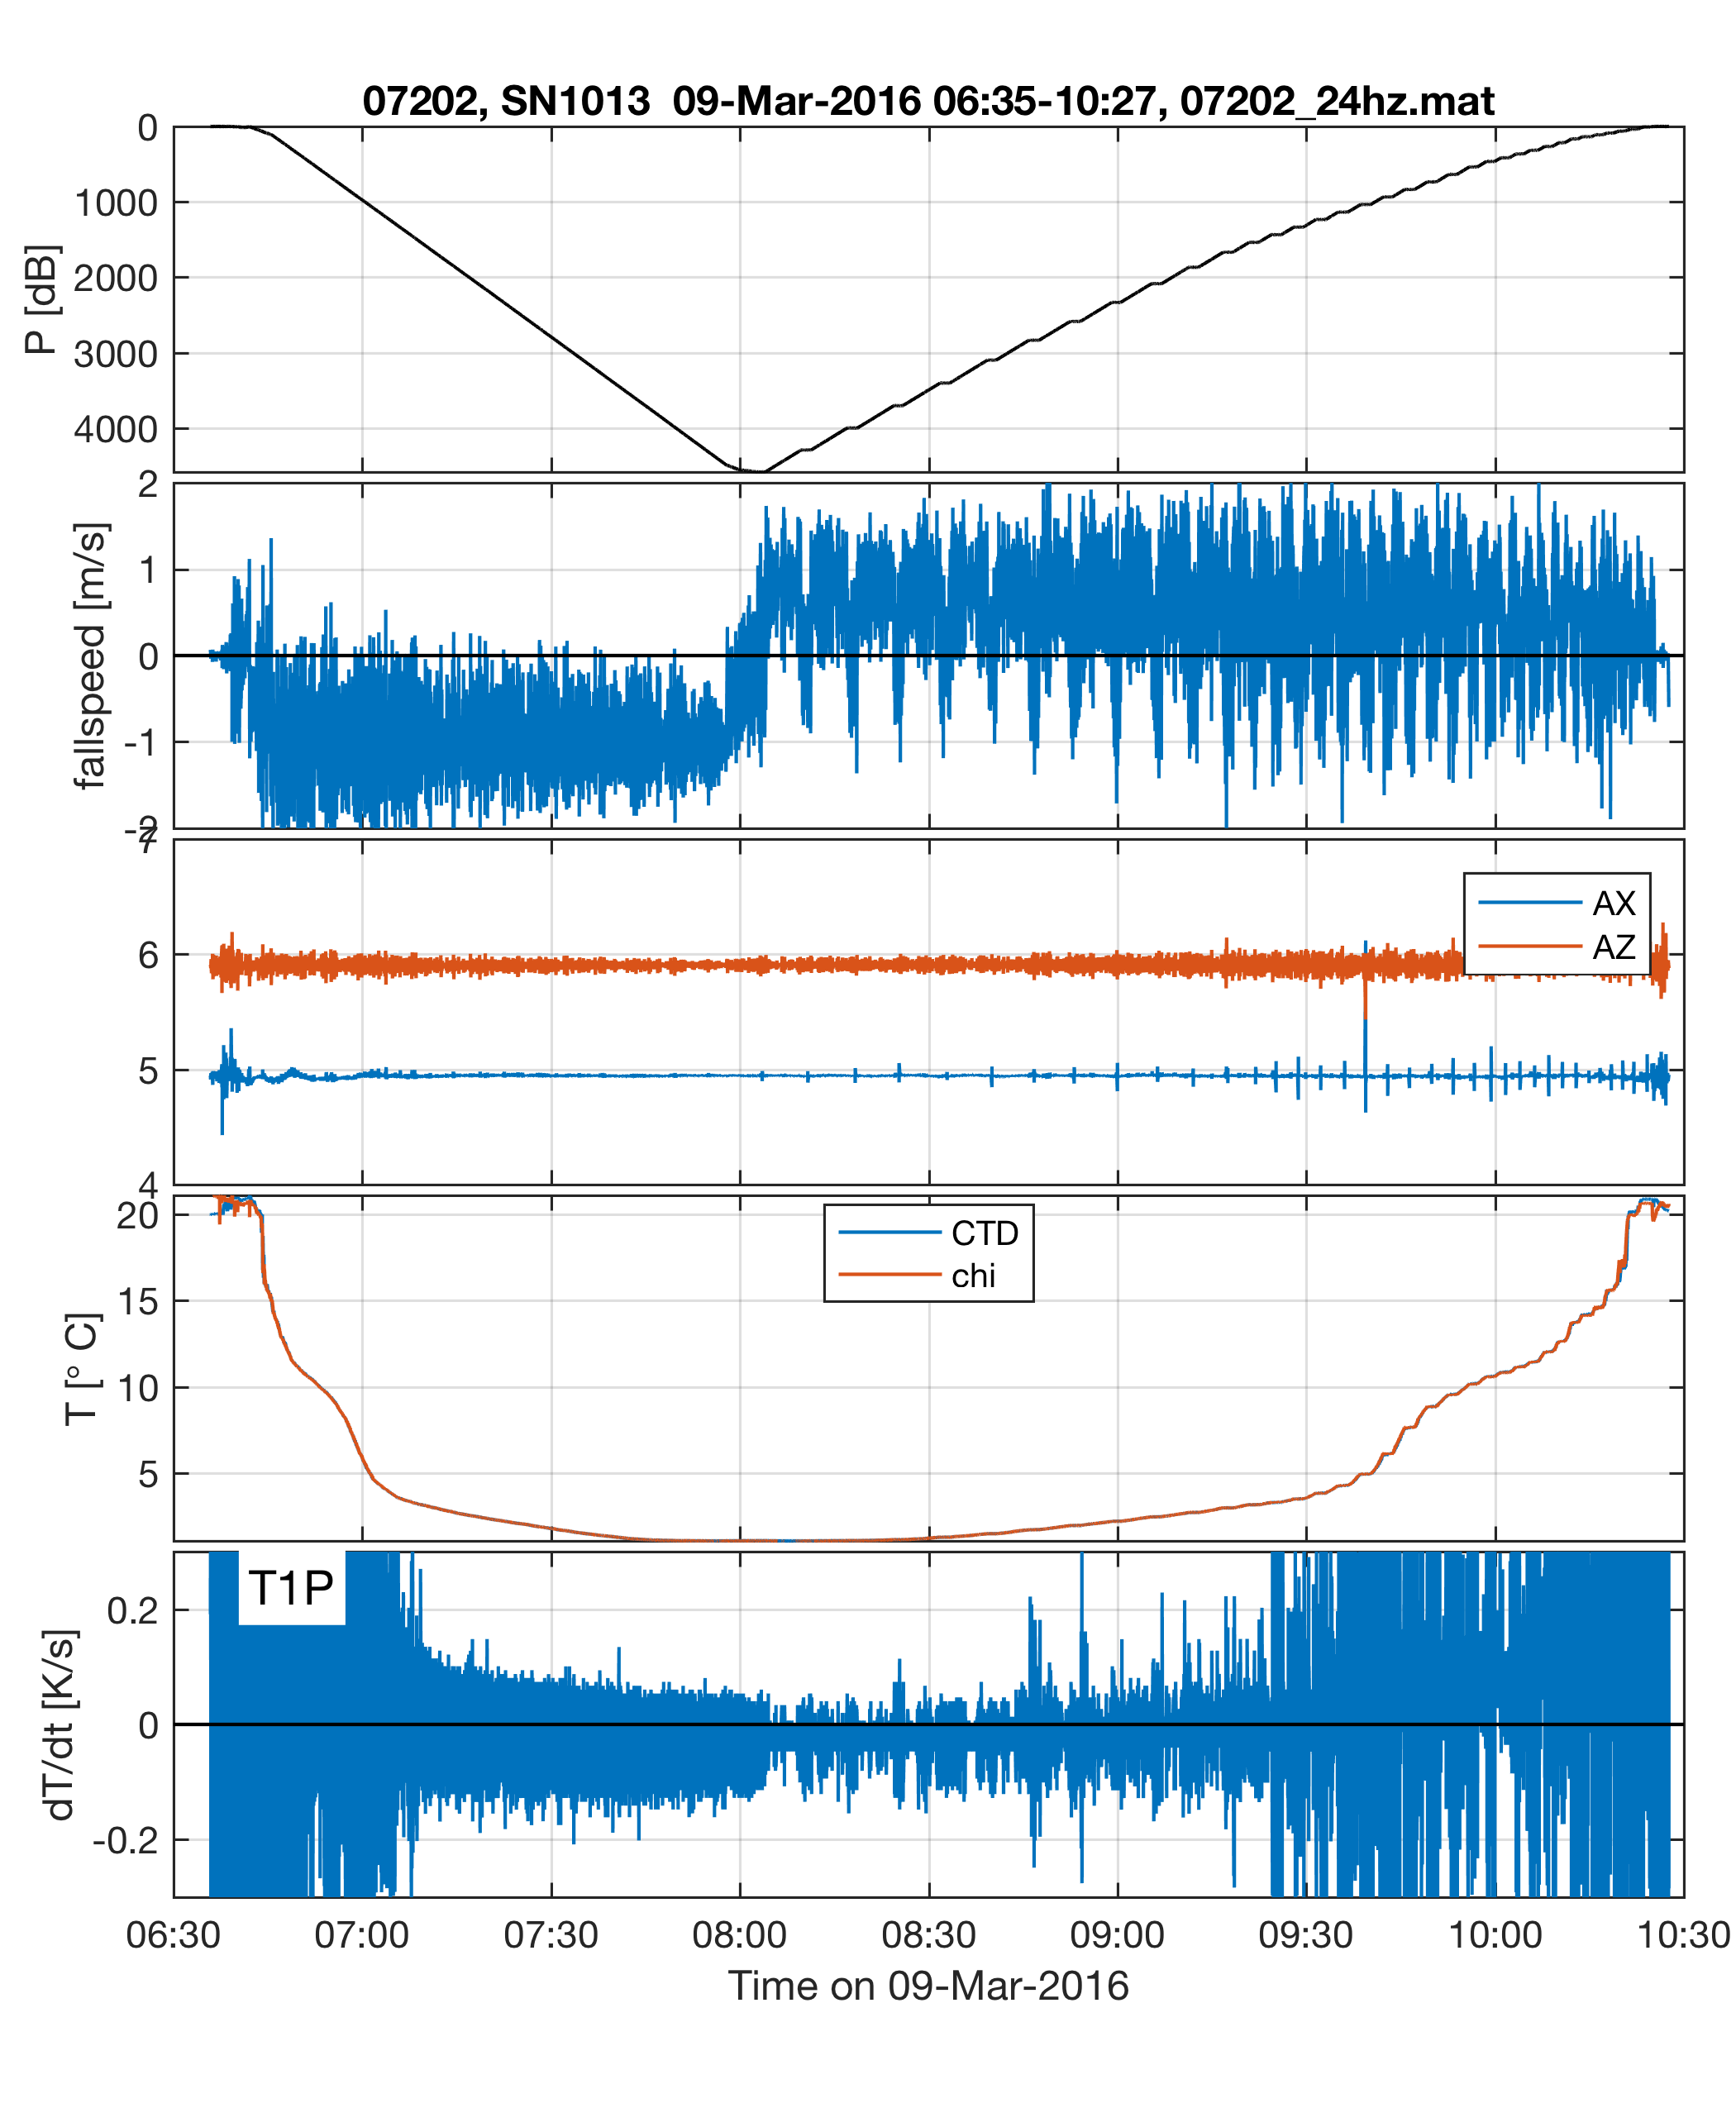 07202, SN1013 09-Mar-2016 06:35-10:27, 07202_24hz.mat
0
1000
2000
3000
4000
P [dB]
2
1
0
-1
-2
fallspeed [m/s]
7
6
5
4
AX
AZ
20
15
10
5
T [° C]
CTD
chi
0.2
0
-0.2
dT/dt [K/s]
T1P
06:30 07:00 07:30 08:00 08:30 09:00 09:30 10:00 10:30
Time on 09-Mar-2016